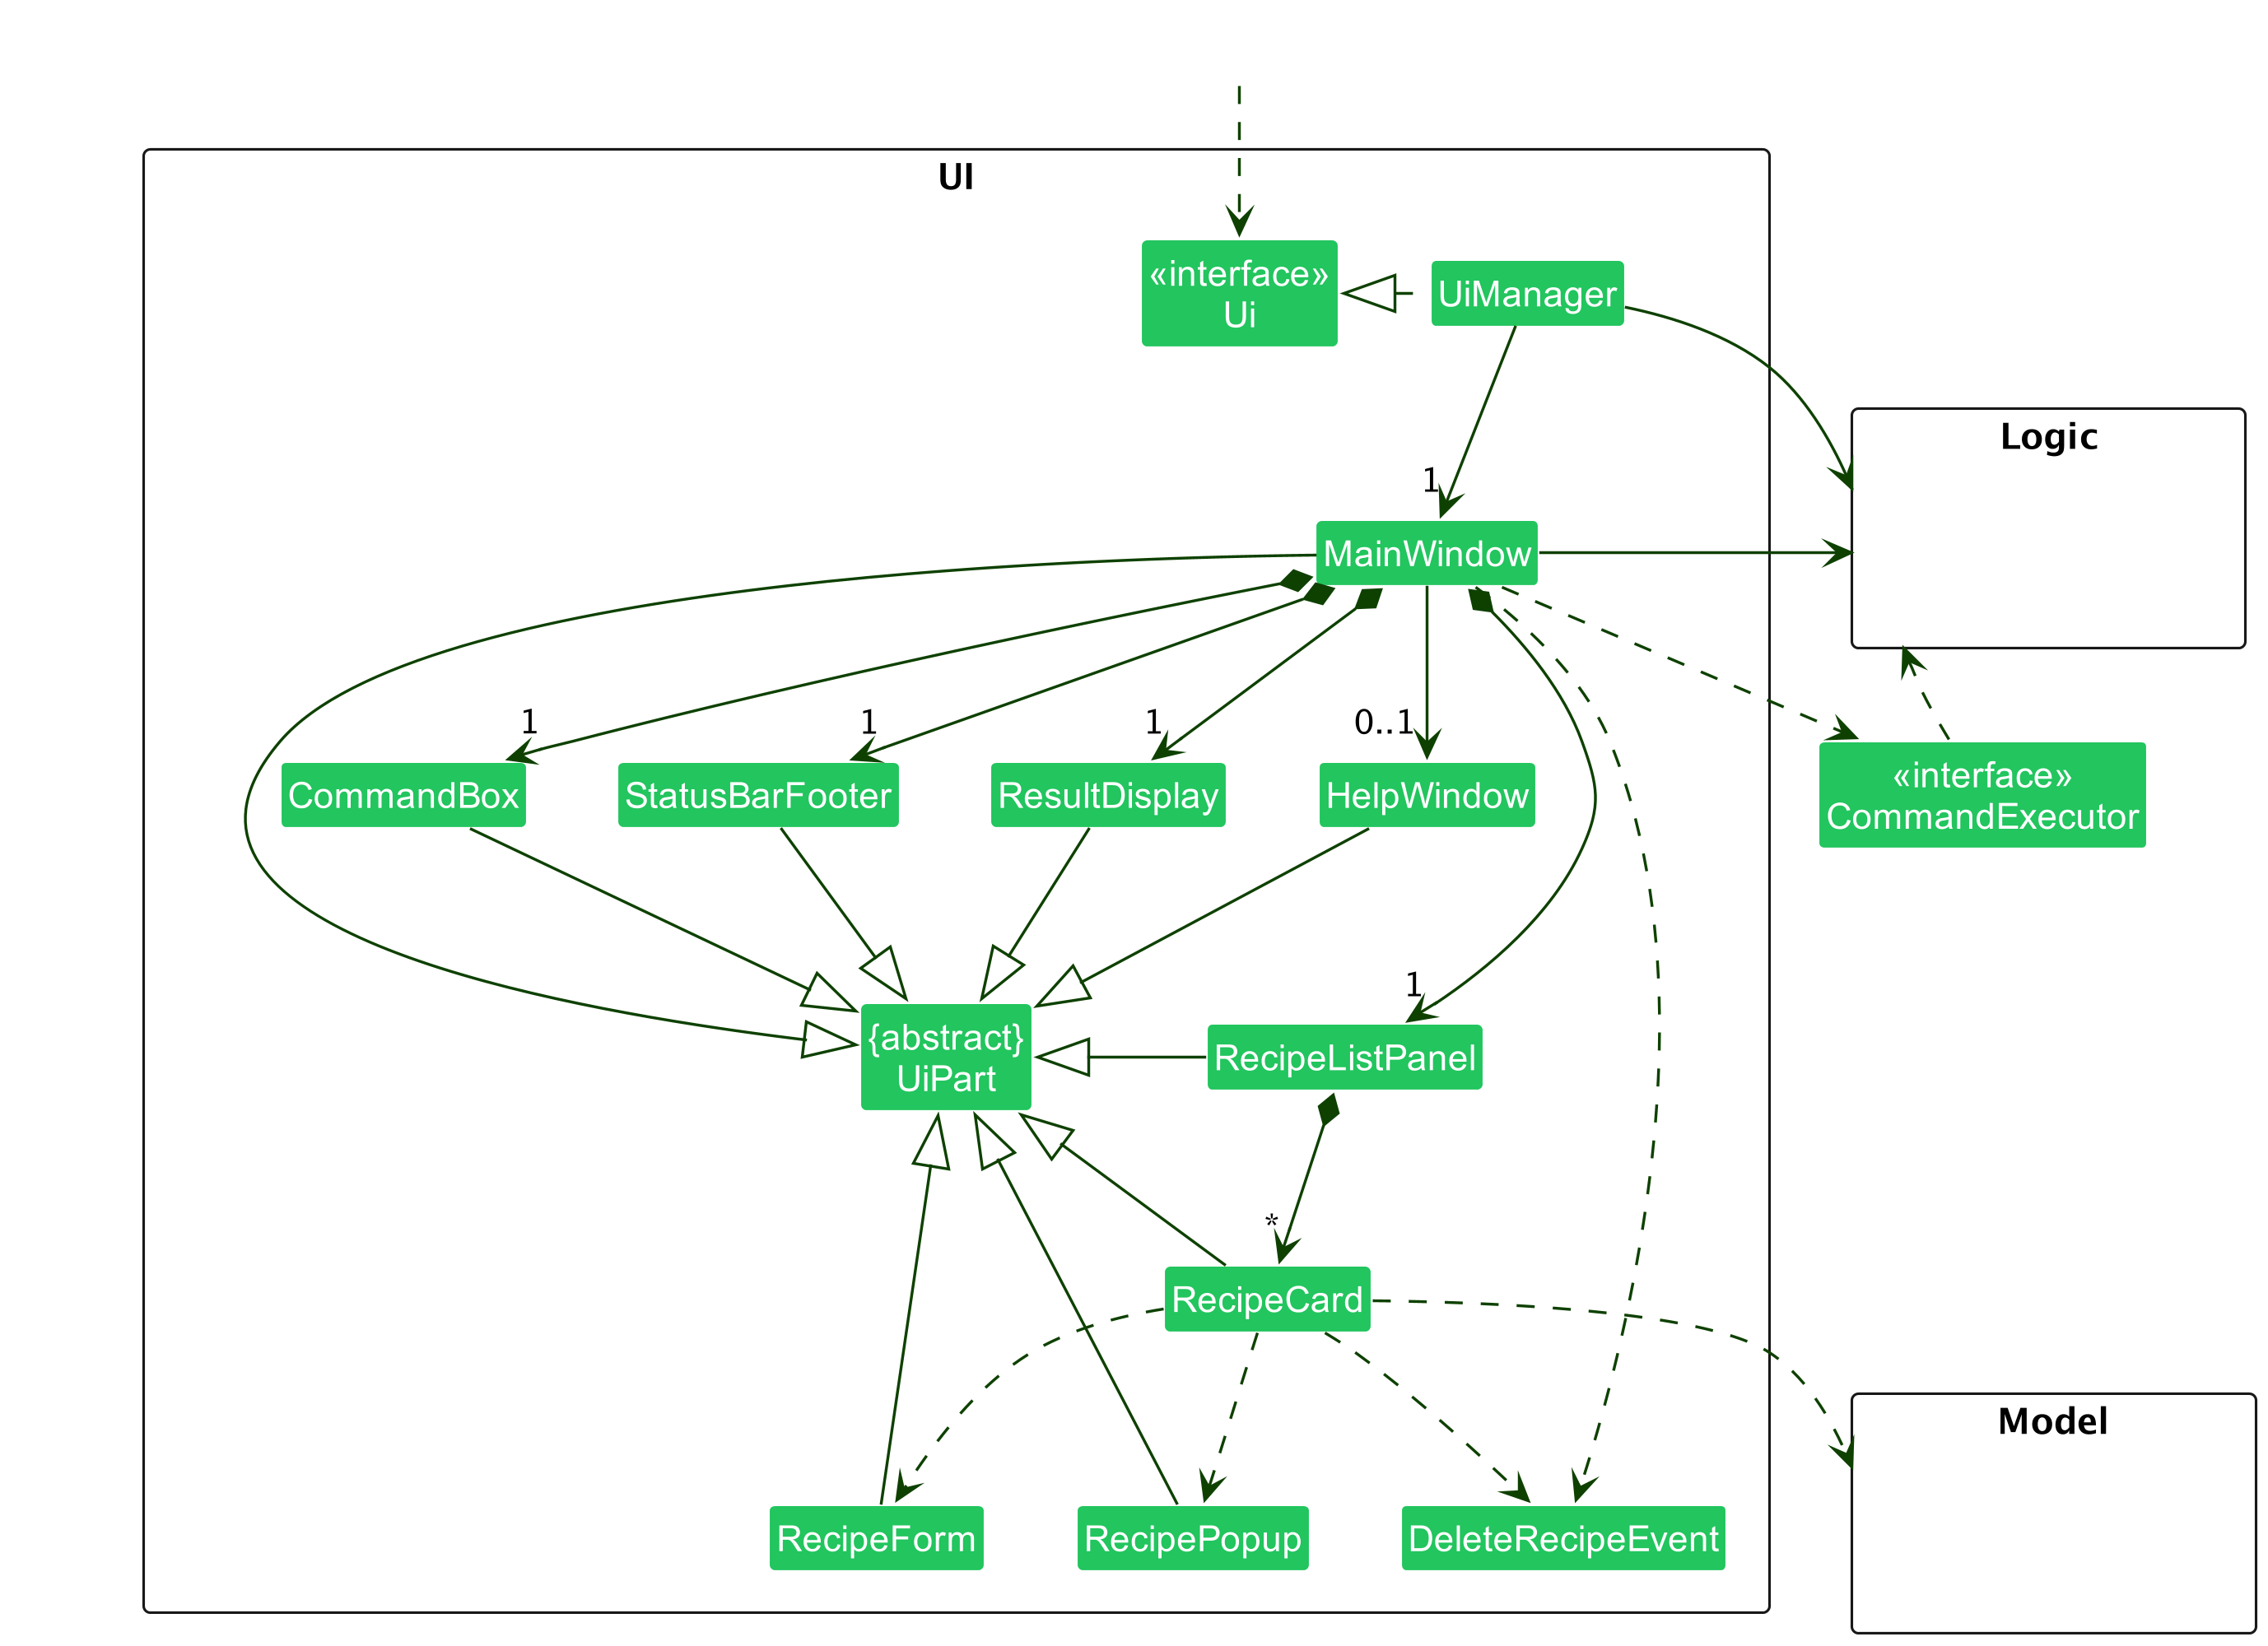 UI
«interface»
Ui
UiManager
Logic
1
MainWindow
1
1
1
0..1
CommandBox
StatusBarFooter
ResultDisplay
HelpWindow
«interface»
CommandExecutor
1
{abstract}
UiPart
RecipeListPanel
*
RecipeCard
Model
RecipeForm
RecipePopup
DeleteRecipeEvent